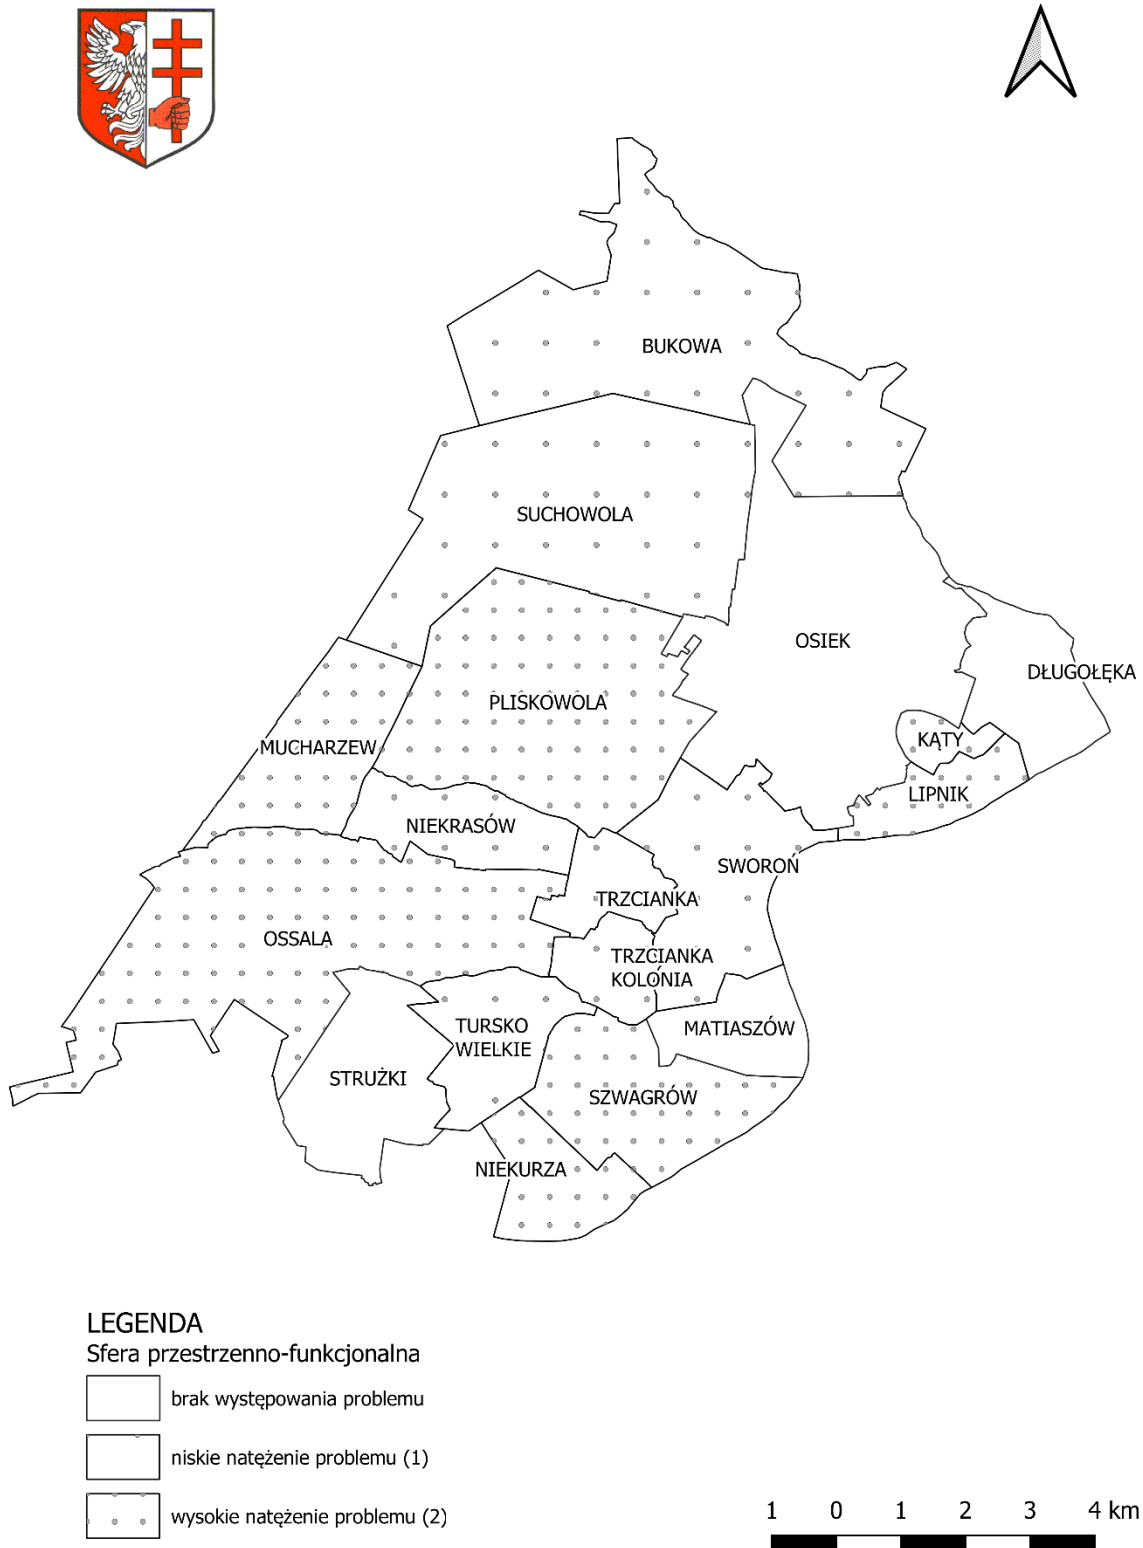 BUKOWA
SUCHOWOLA
OSIEK
DŁUGOŁĘKA
PLISKOWOLA
KĄTY
MUCHARZEW
LIPNIK
NIEKRASÓW
SWOROŃ
TRZCIANKA
OSSALA
TRZCIANKA
KOLONIA
TURSKO
WIELKIE
MATIASZÓW
STRUŻKI
SZWAGRÓW
NIEKURZA
LEGENDA
Sfera przestrzenno-funkcjonalna
brak występowania problemu
niskie natężenie problemu (1)
wysokie natężenie problemu (2)
1 0 1 2 3 4 km